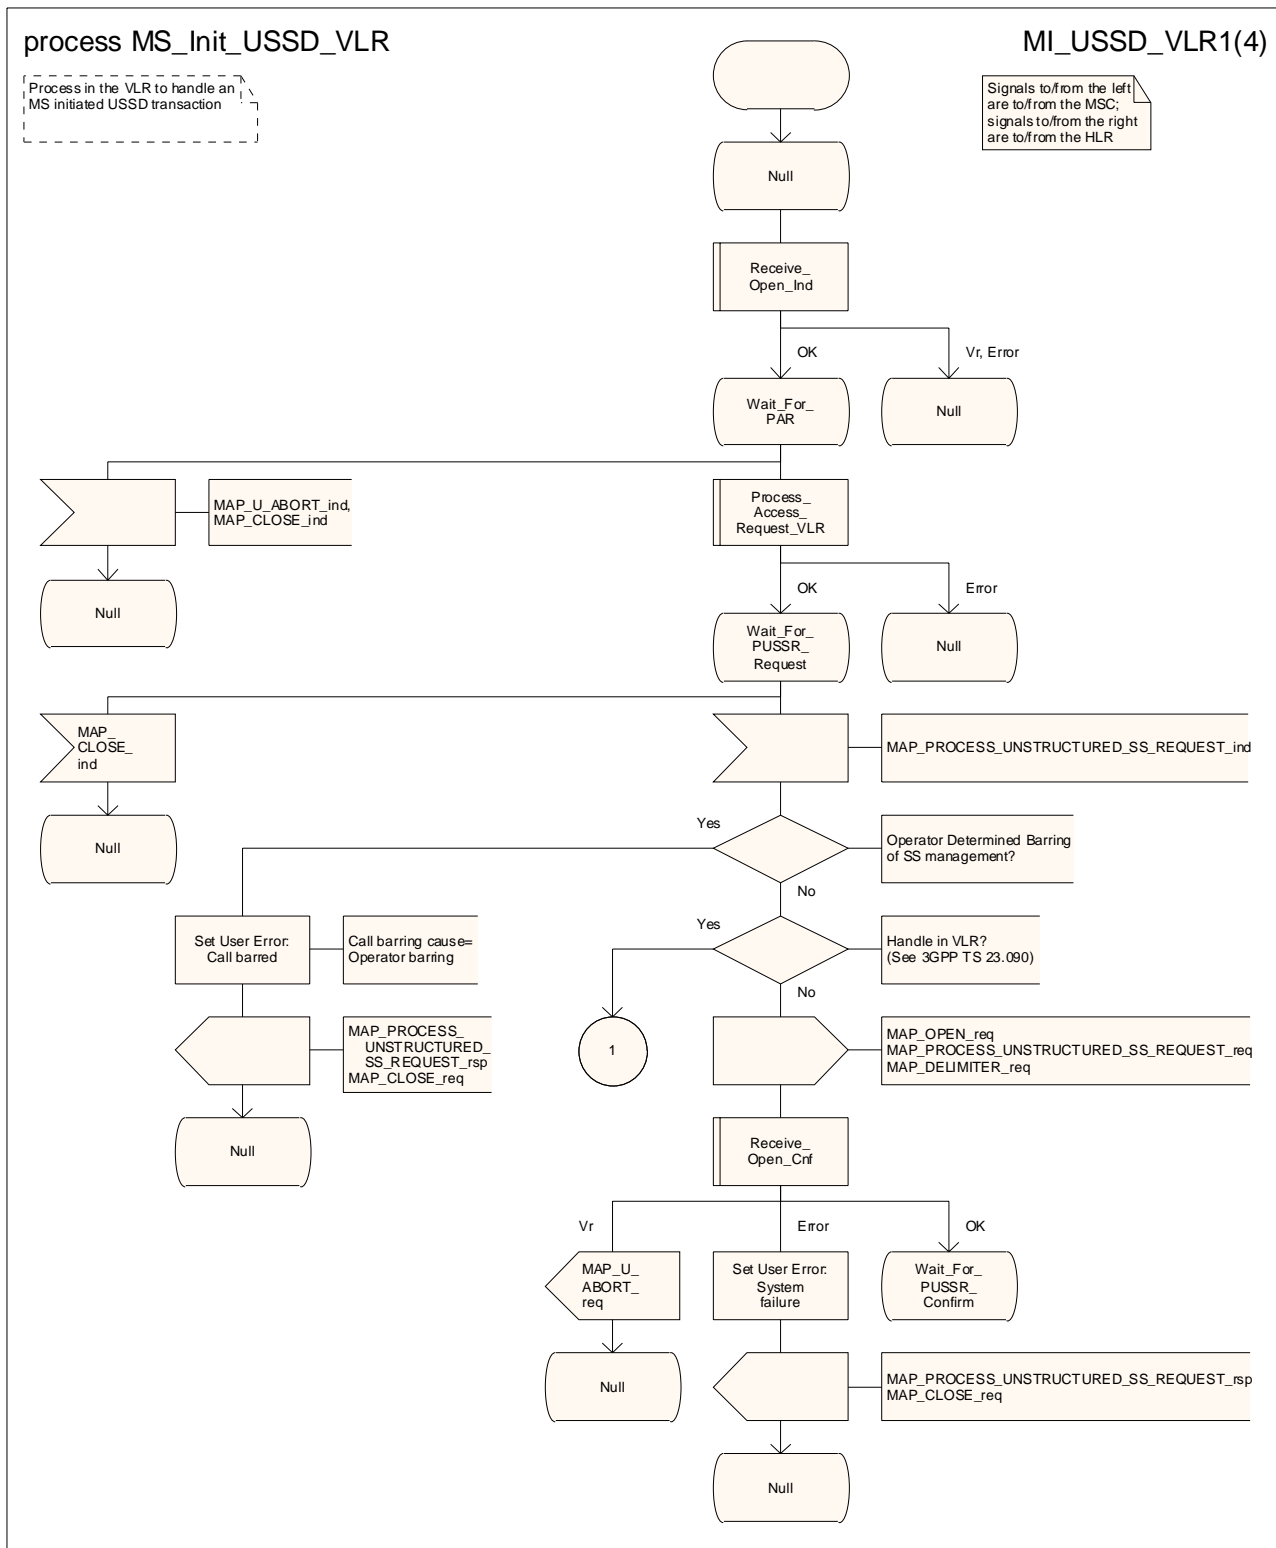 process MS_Init_USSD_VLR
MI_USSD_VLR1(4)
Process in the VLR to handle an
MS initiated USSD transaction
Signals to/from the left
are to/from the MSC;
signals to/from the right
are to/from the HLR
Null
Receive_
Open_Ind
OK
Vr, Error
Wait_For_
PAR
Null
MAP_U_ABORT_ind,
MAP_CLOSE_ind
Process_
Access_
Request_VLR
OK
Error
Null
Wait_For_
PUSSR_
Request
Null
MAP_
CLOSE_
ind
MAP_PROCESS_UNSTRUCTURED_SS_REQUEST_ind
Null
Yes
Operator Determined Barring
of SS management?
No
Set User Error:
Call barred
Call barring cause=
Operator barring
Yes
Handle in VLR?
(See 3GPP TS 23.090)
No
MAP_PROCESS_
UNSTRUCTURED_
SS_REQUEST_rsp
MAP_CLOSE_req
1
MAP_OPEN_req
MAP_PROCESS_UNSTRUCTURED_SS_REQUEST_req
MAP_DELIMITER_req
Null
Receive_
Open_Cnf
Vr
Error
OK
MAP_U_
ABORT_
req
Set User Error:
System
failure
Wait_For_
PUSSR_
Confirm
Null
MAP_PROCESS_UNSTRUCTURED_SS_REQUEST_rsp
MAP_CLOSE_req
Null